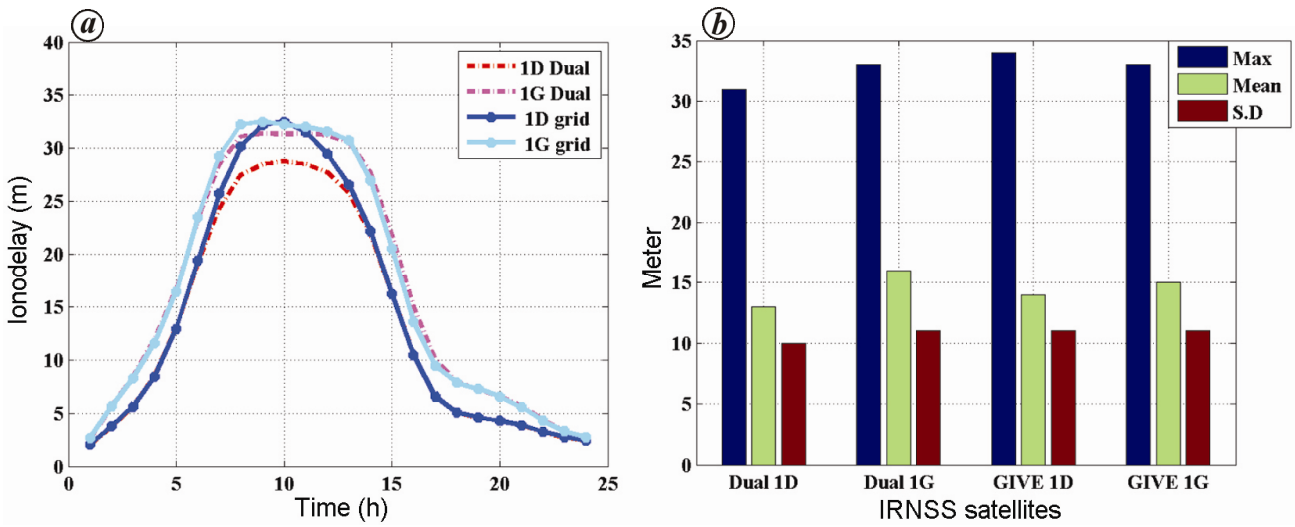 a
40
35
30
25
20
15
10
5
0
Ionodelay (m)
1D Dual
1G Dual
1D grid
1G grid
0
5
10
15
20
25
Time (h)
b
35
30
25
20
15
10
5
0
Meter
Max
Mean
S.D
Dual 1D
Dual 1G
GIVE 1D
GIVE 1G
IRNSS satellites